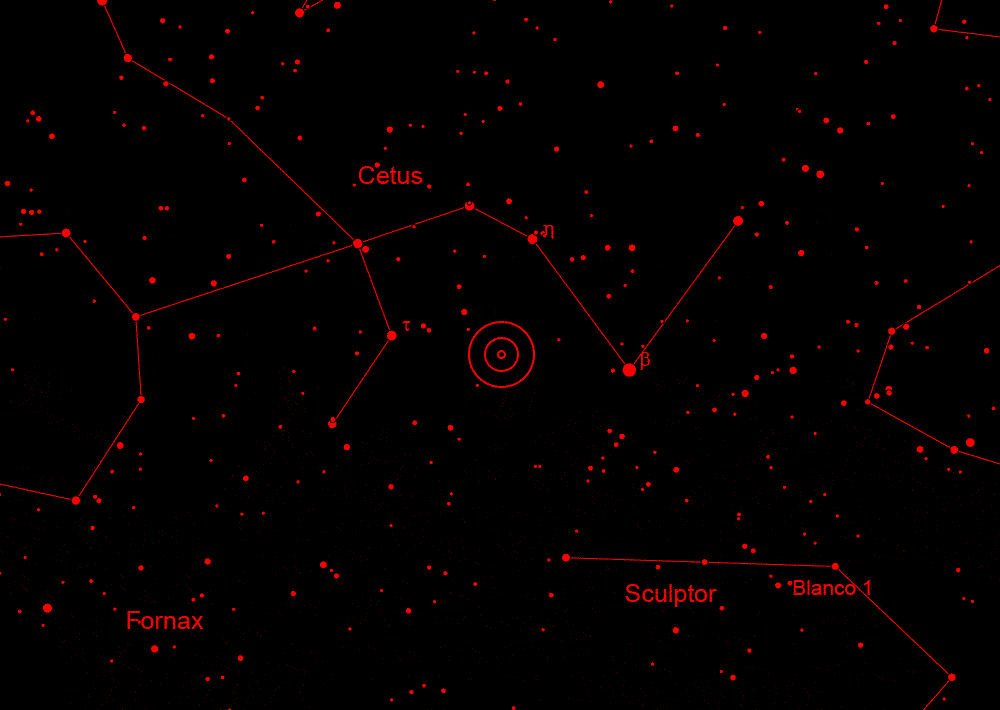 Cetus
η
τ
β
Blanco 1
Sculptor
Fornax